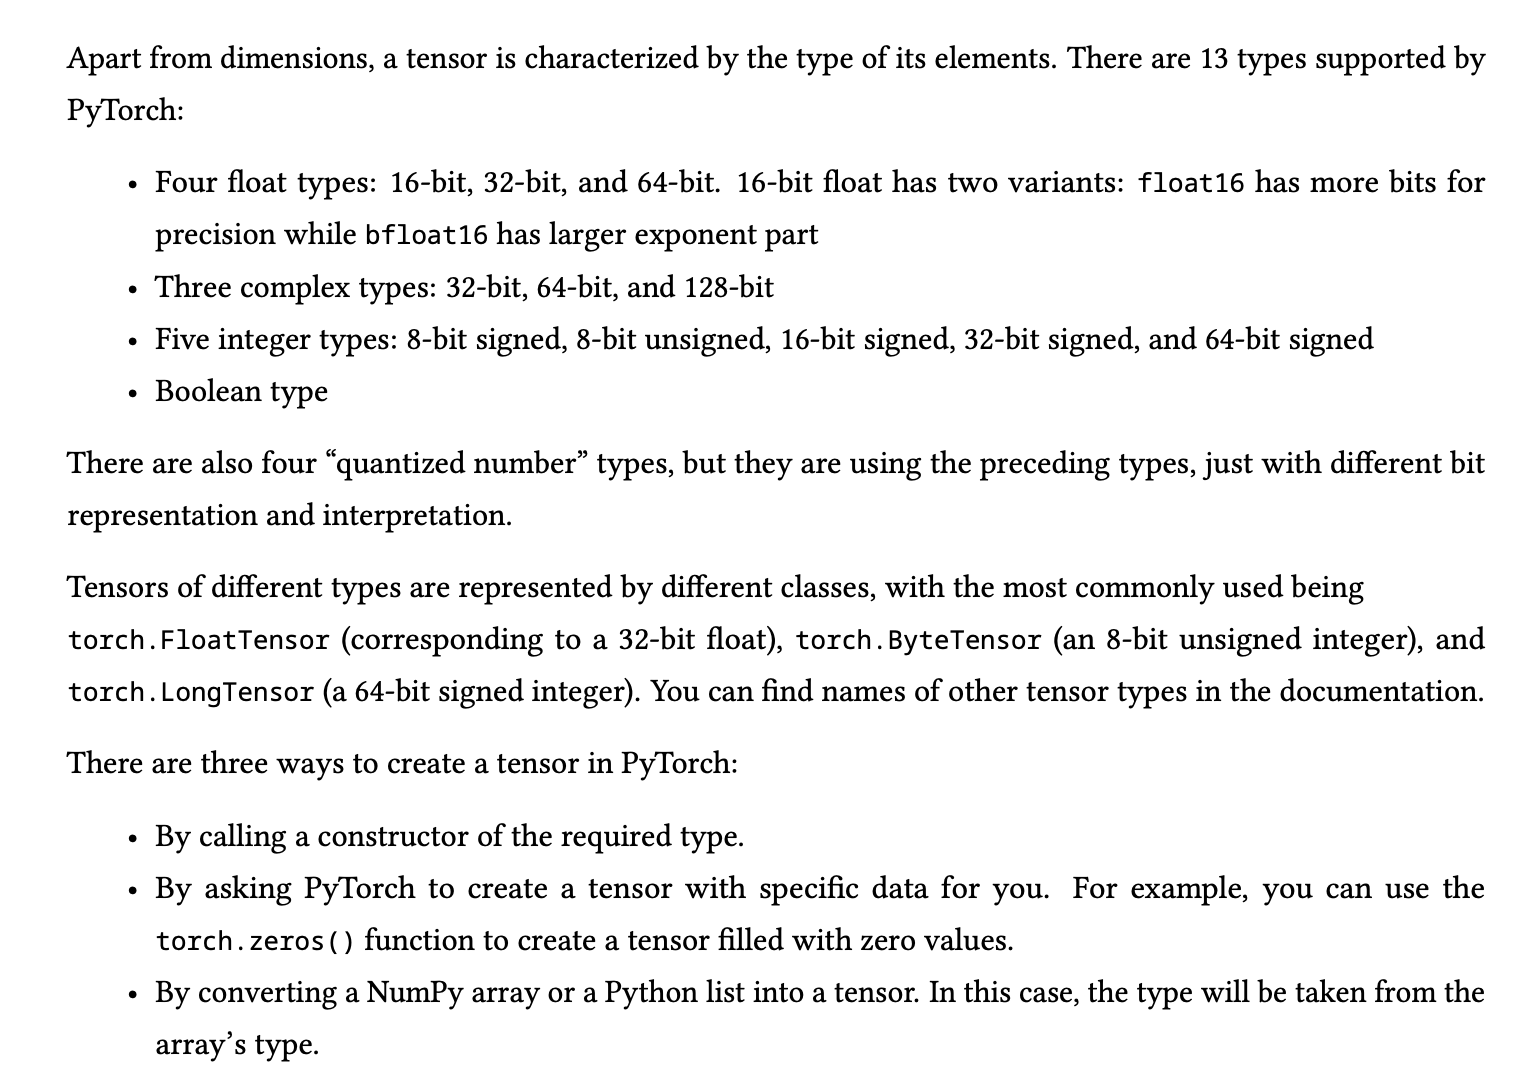 Apart from dimensions, a tensor is characterized by the type of its elements. There are 13 types supported by
PyTorch:
• Four float types: 16-bit, 32-bit, and 64-bit. 16-bit float has two variants: float16 has more bits for
precision while bfloat16 has larger exponent part
• Three complex types: 32-bit, 64-bit, and 128-bit
• Five integer types: 8-bit signed, 8-bit unsigned, 16-bit signed, 32-bit signed, and 64-bit signed
• Boolean type
There are also four “quantized number” types, but they are using the preceding types, just with different bit
representation and interpretation.
Tensors of different types are represented by different classes, with the most commonly used being
torch.FloatTensor (corresponding to a 32-bit float), torch.ByteTensor (an 8-bit unsigned integer), and
torch.LongTensor (a 64-bit signed integer). You can find names of other tensor types in the documentation.
There are three ways to create a tensor in PyTorch:
• By calling a constructor of the required type.
• By asking PyTorch to create a tensor with specific data for you. For example, you can use the
torch.zeros() function to create a tensor filled with zero values.
• By converting a NumPy array or a Python list into a tensor. In this case, the type will be taken from the
array’s type.